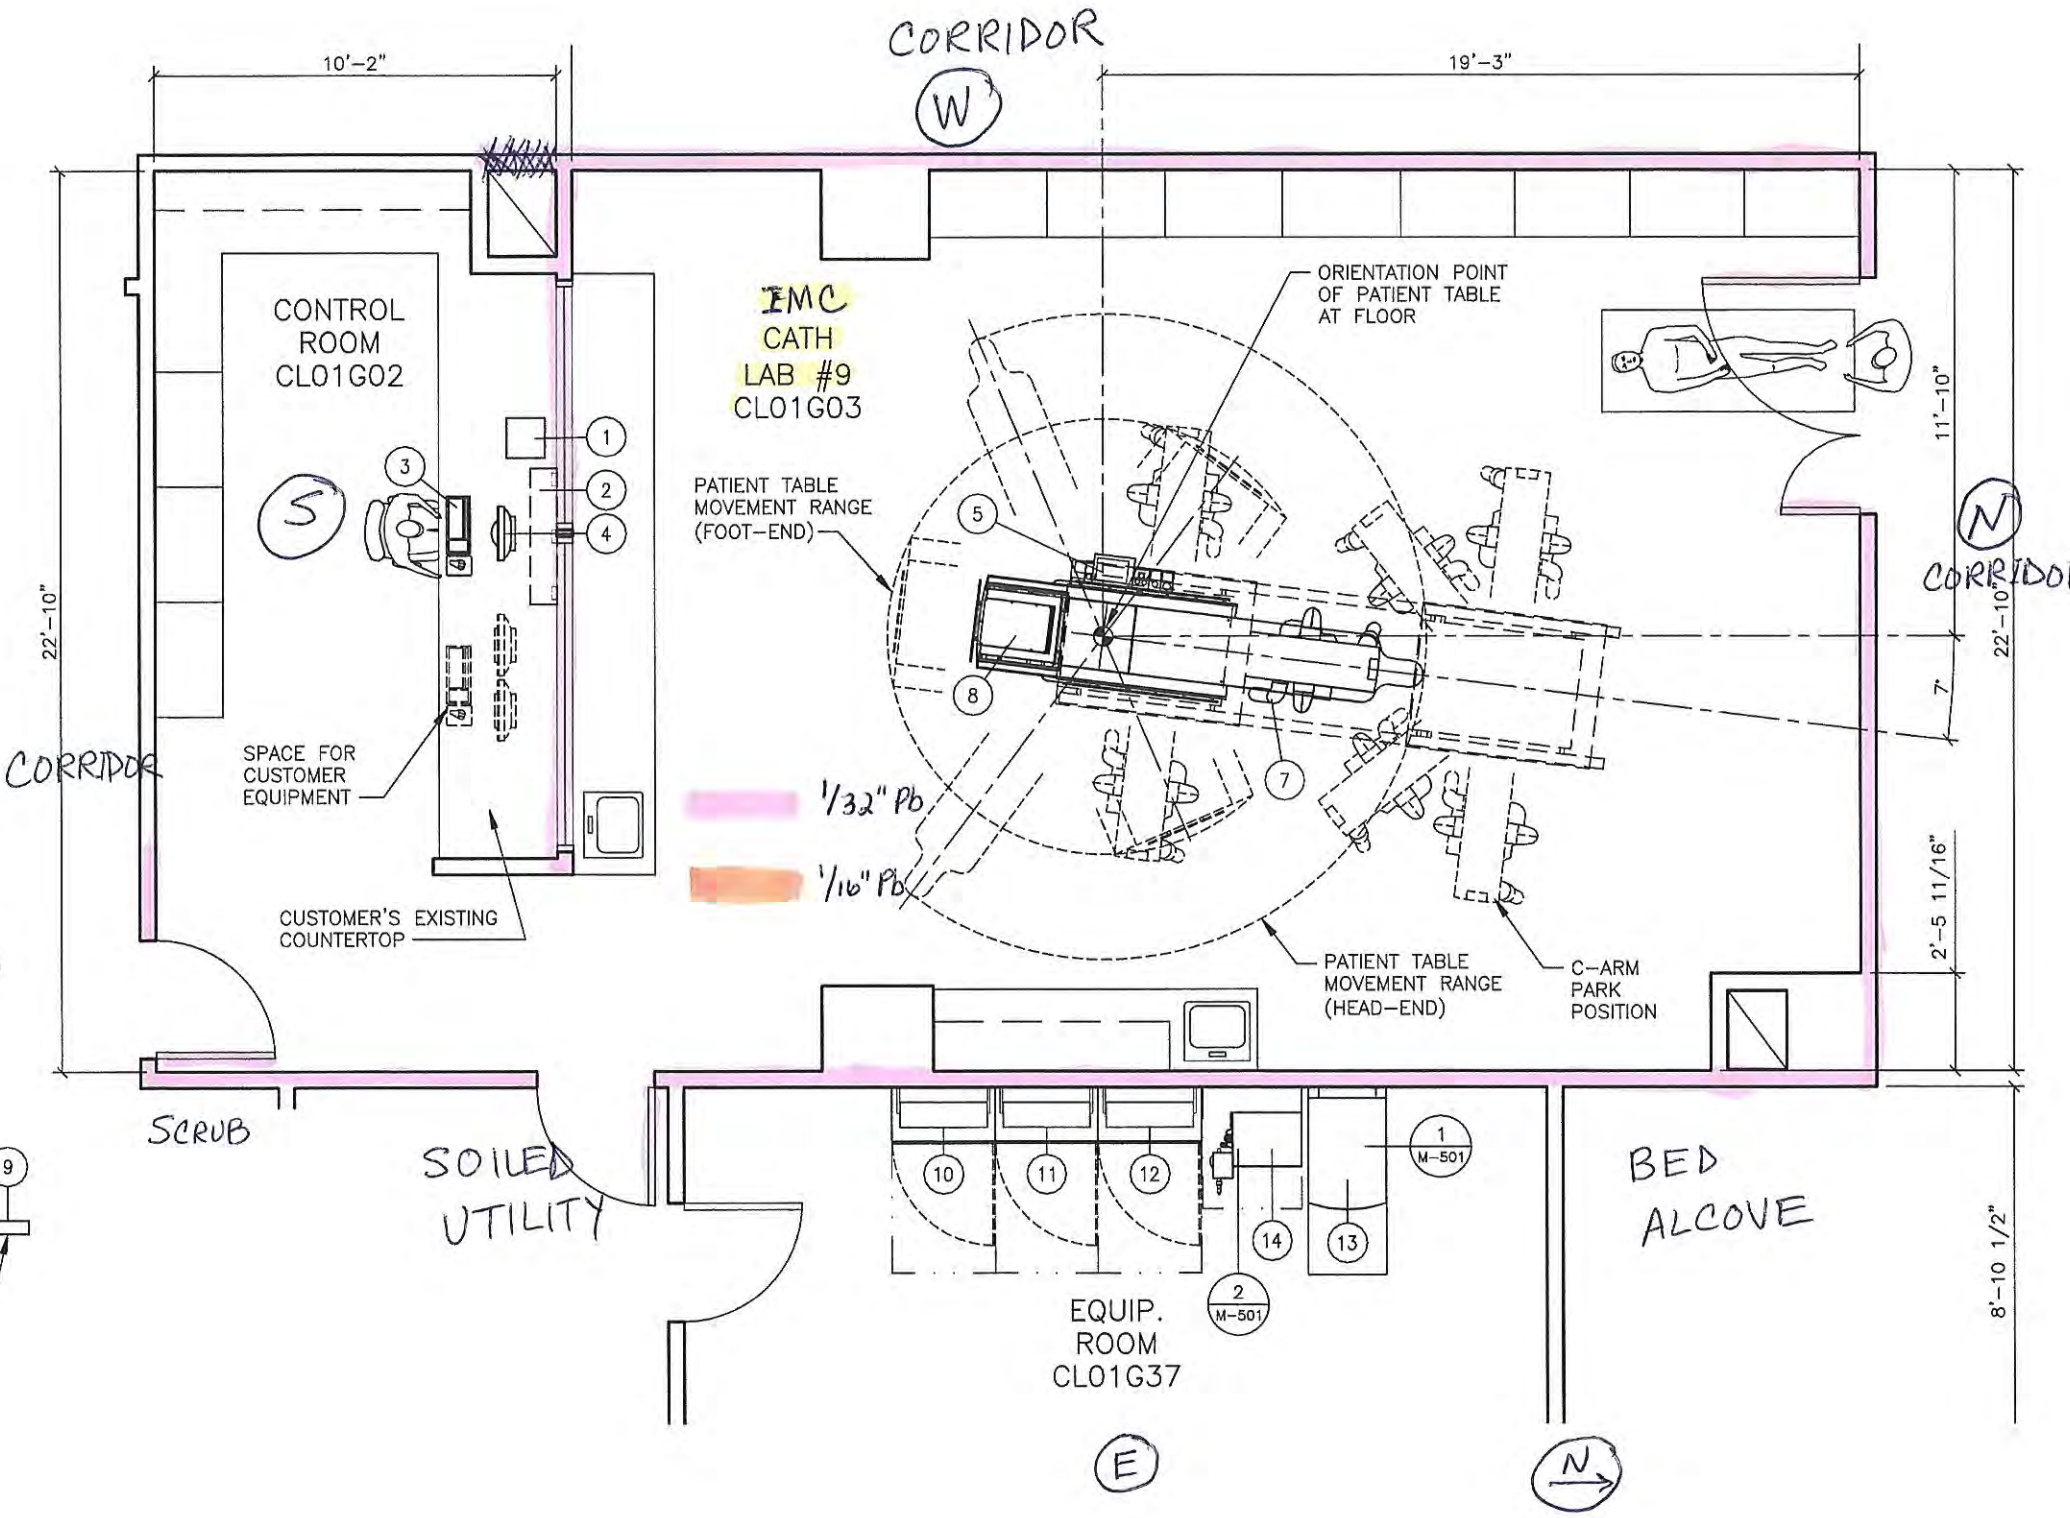 CORRIDOR
W
10'-2"
19'-3"
CONTROL
ROOM
CL01G02
IMC
CATH
LAB #9
CL01G03
ORIENTATION POINT
OF PATIENT TABLE
AT FLOOR
11'-10"
1
2
3
4
S
PATIENT TABLE
MOVEMENT RANGE
(FOOT-END)
5
N
CORRIDOR
22'-10"
22'-10"
8
7
7°
SPACE FOR
CUSTOMER
EQUIPMENT
CORRIDOR
1/32" Pb
1/16" Pb
CUSTOMER'S EXISTING
COUNTERTOP
2'-5 11/16"
PATIENT TABLE
MOVEMENT RANGE
(HEAD-END)
C-ARM
PARK
POSITION
SCRUB
9
SOILED
UTILITY
10
11
12
14
13
1
M-501
2
M-501
BED
ALCOVE
8'-10 1/2"
EQUIP.
ROOM
CL01G37
E
N